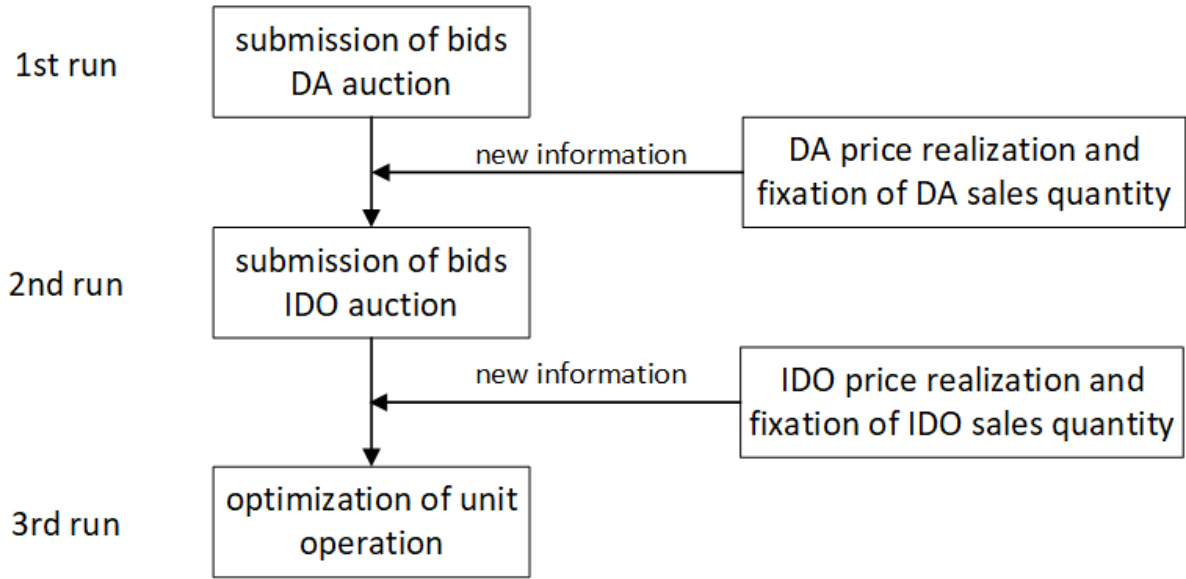 1st run
submission of bids
DA auction
new information
DA price realization and
fixation of DA sales quantity
2nd run
submission of bids
IDO auction
new information
IDO price realization and
fixation of IDO sales quantity
3rd run
optimization of unit
operation